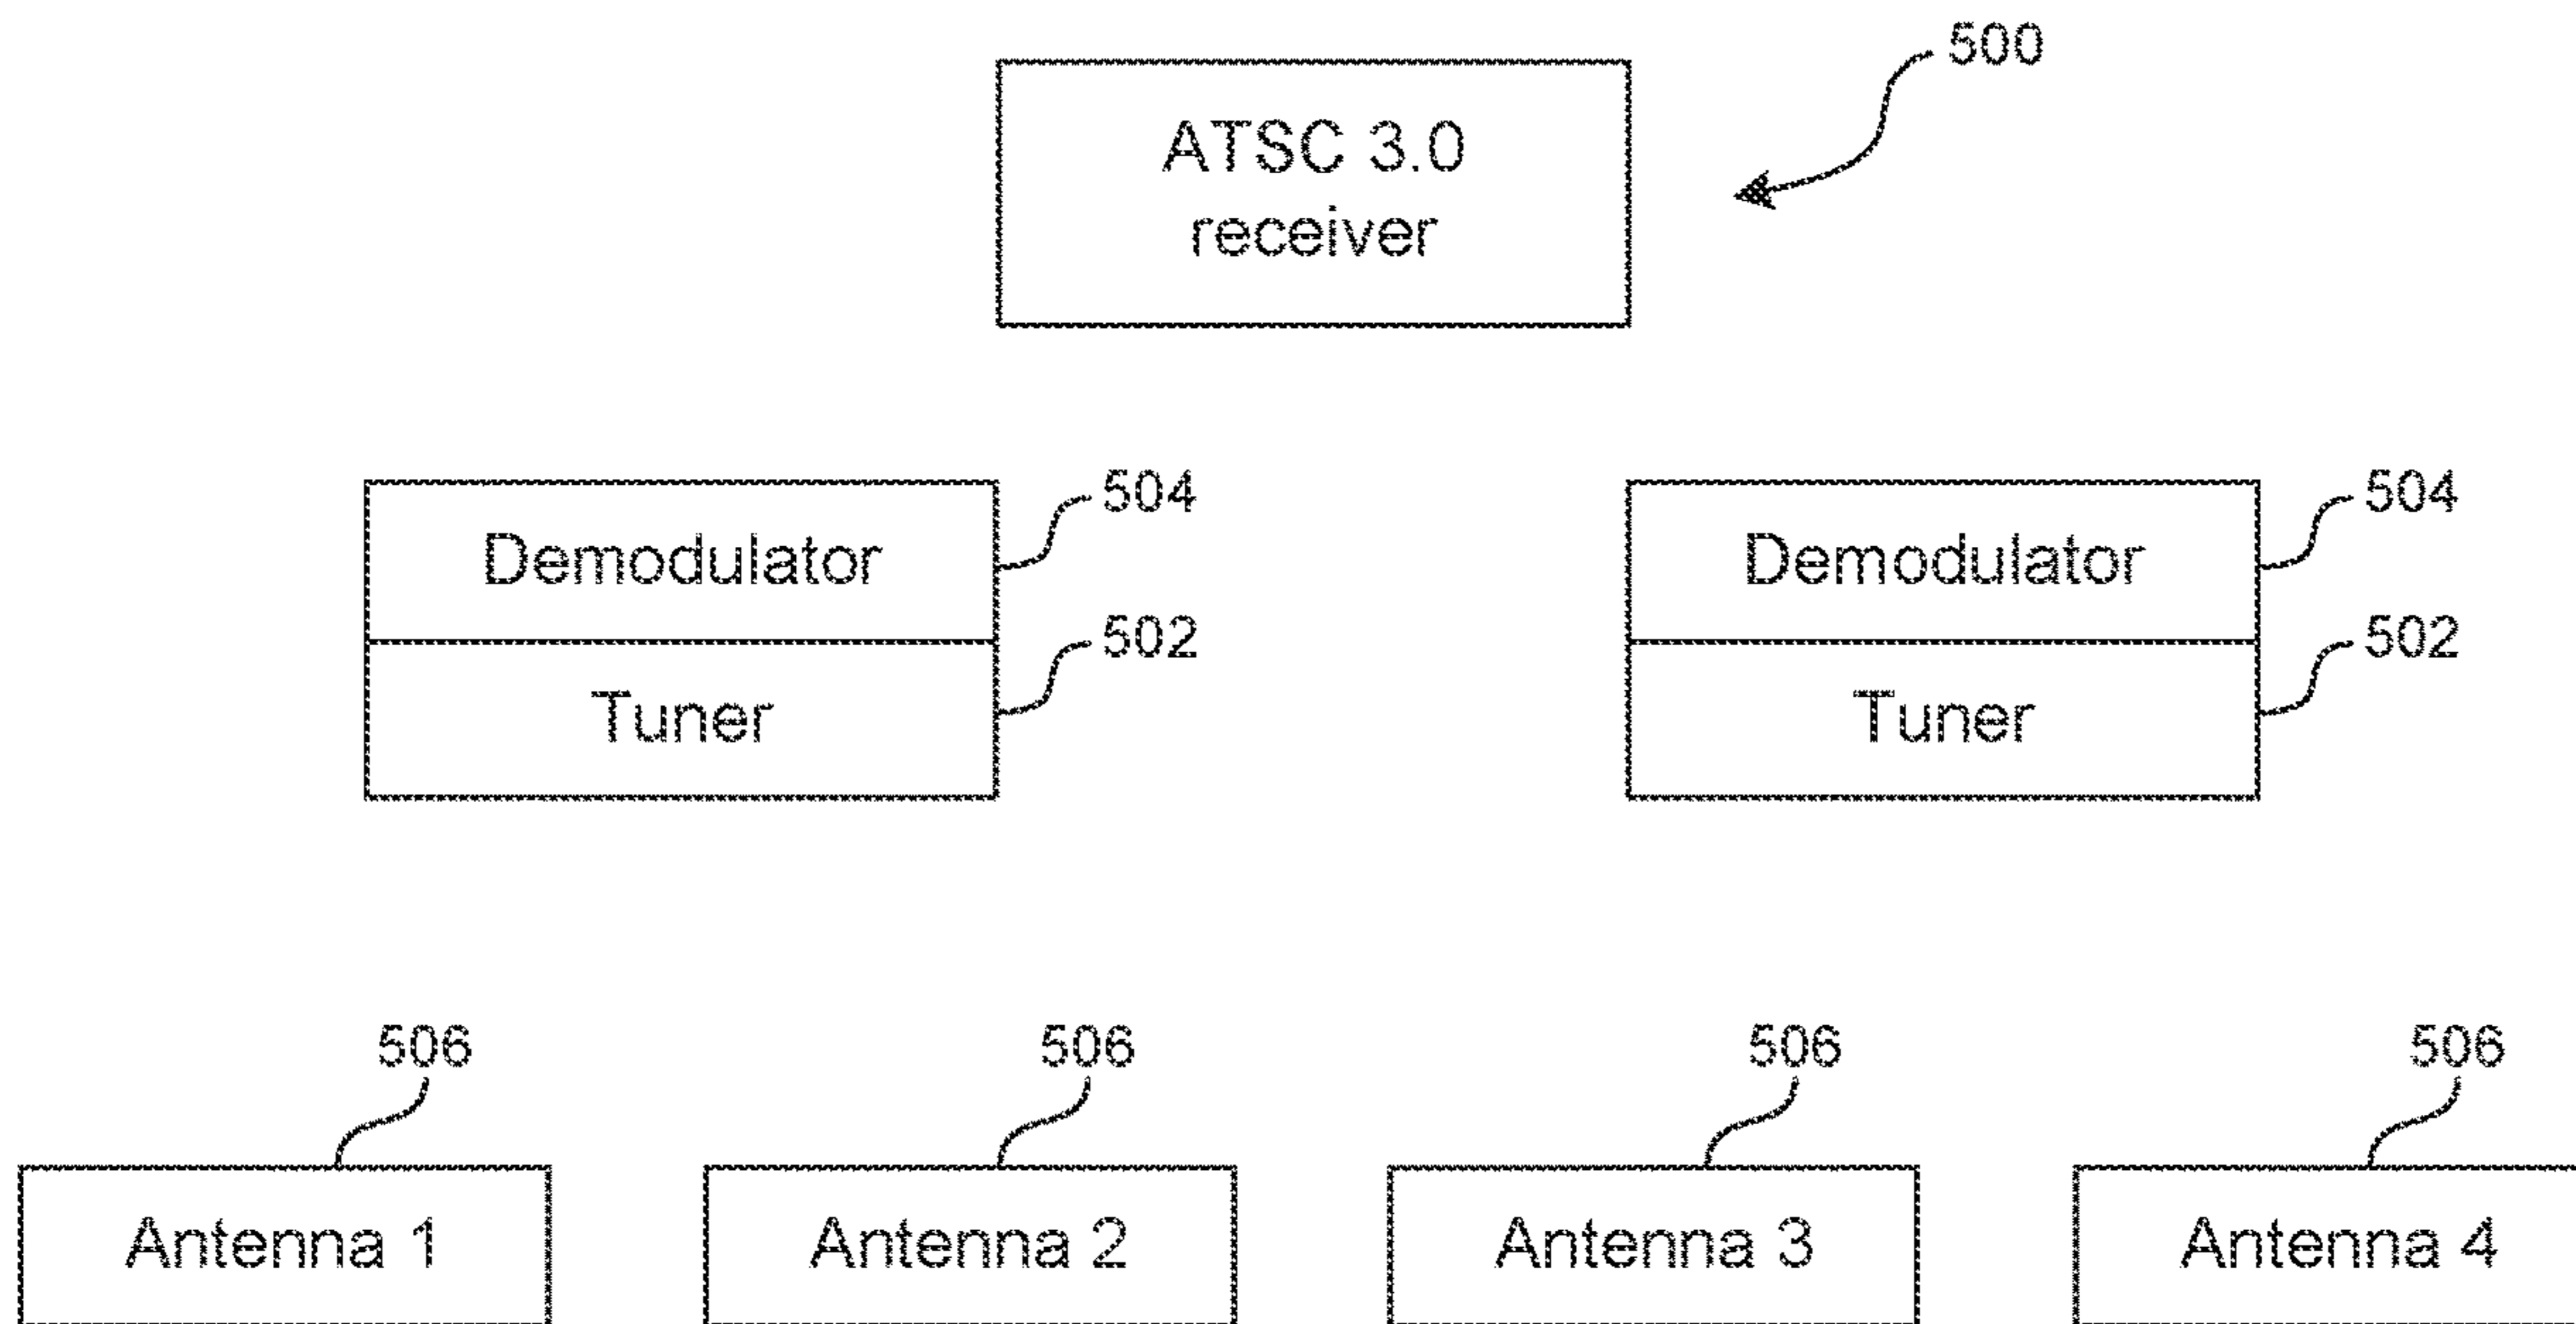 500
ATSC 3.0
receiver
504
504
Demodulator
Demodulator
502
502
Tuner
Tuner
506
506
506
506
Antenna 1
Antenna 2
Antenna 3
Antenna 4